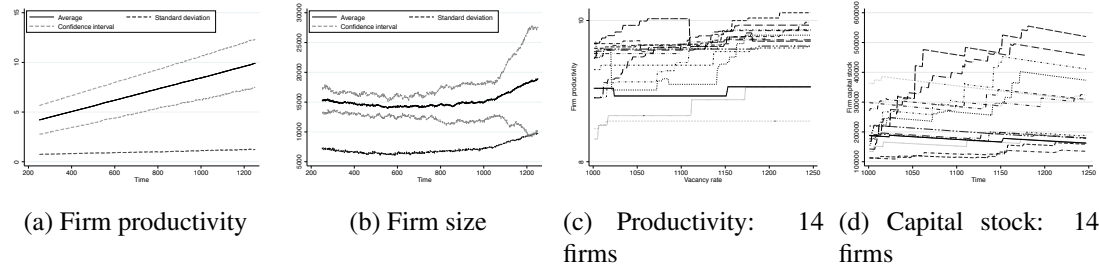 Average
Standard deviation
Confidence interval
15
10
5
0
200
400
600
800
1000
1200
Time
(a) Firm productivity
Average
Standard deviation
Confidence interval
30000
25000
20000
15000
10000
5000
200
400
600
800
1000
1200
Time
(b) Firm size
10
Firm productivity
8
1000
1050
1100
1150
1200
1250
Vacancy rate
(c) Productivity: 14
firms
600000
500000
400000
300000
200000
100000
Firm capital stock
1000
1050
1100
1150
1200
1250
Time
(d) Capital stock: 14
firms